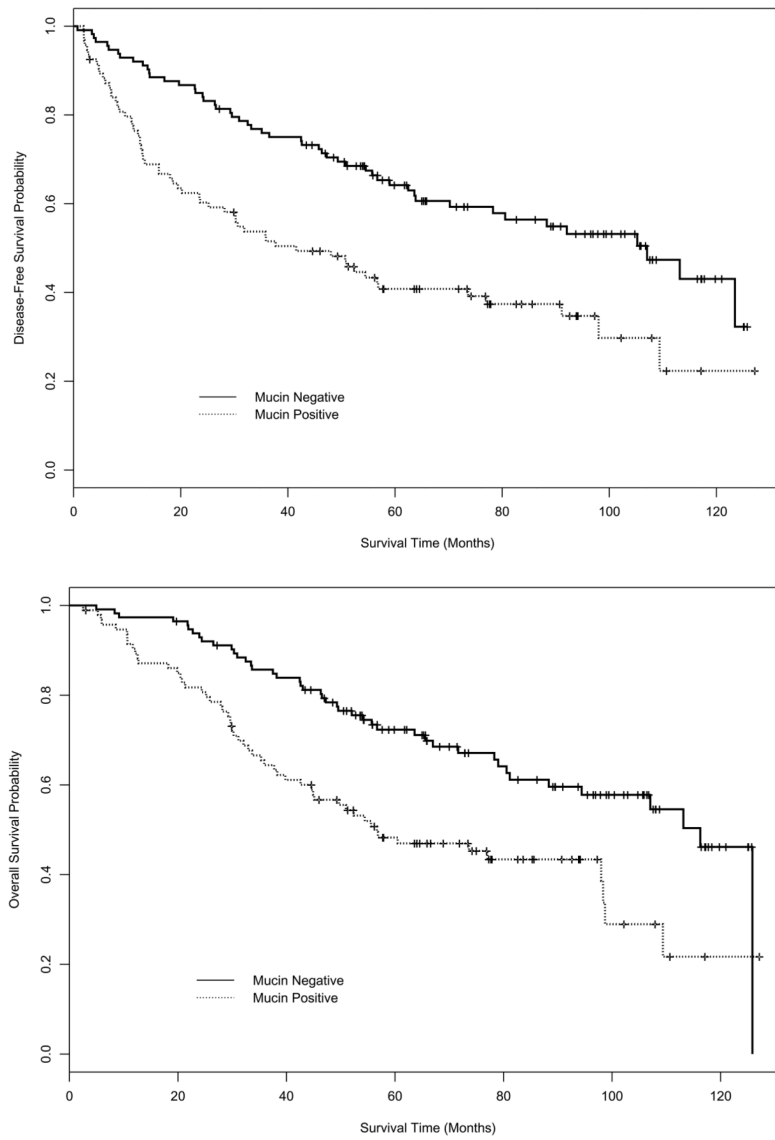 Disease-Free Survival Probability
1.0
0.8
0.6
0.4
0.2
0.0
Mucin Negative
Mucin Positive
0 20 40 60 80 100 120
Survival Time (Months)
Overall Survival Probability
1.0
0.8
0.6
0.4
0.2
0.0
Mucin Negative
Mucin Positive
0 20 40 60 80 100 120
Survival Time (Months)